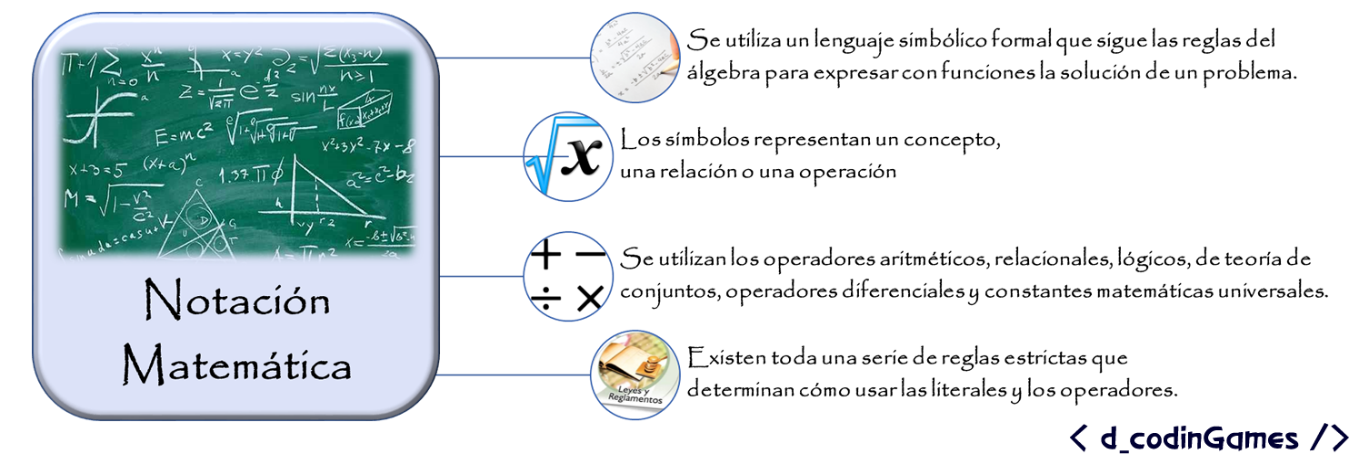 Notación
Matemática
Se utiliza un lenguaje simbólico formal que sigue las reglas del
álgebra para expresar con funciones la solución de un problema.
Los símbolos representan un concepto,
una relación o una operación
Se utilizan los operadores aritméticos, relacionales, lógicos, de teoría de
conjuntos, operadores diferenciales y constantes matemáticas universales.
Existen toda una serie de reglas estrictas que
determinan cómo usar las literales y los operadores.
Leyes y
Reglamentos
√x
+ −
÷ ×
E=mc²
x+3=5 (x+a)ⁿ
< d_codinGames />